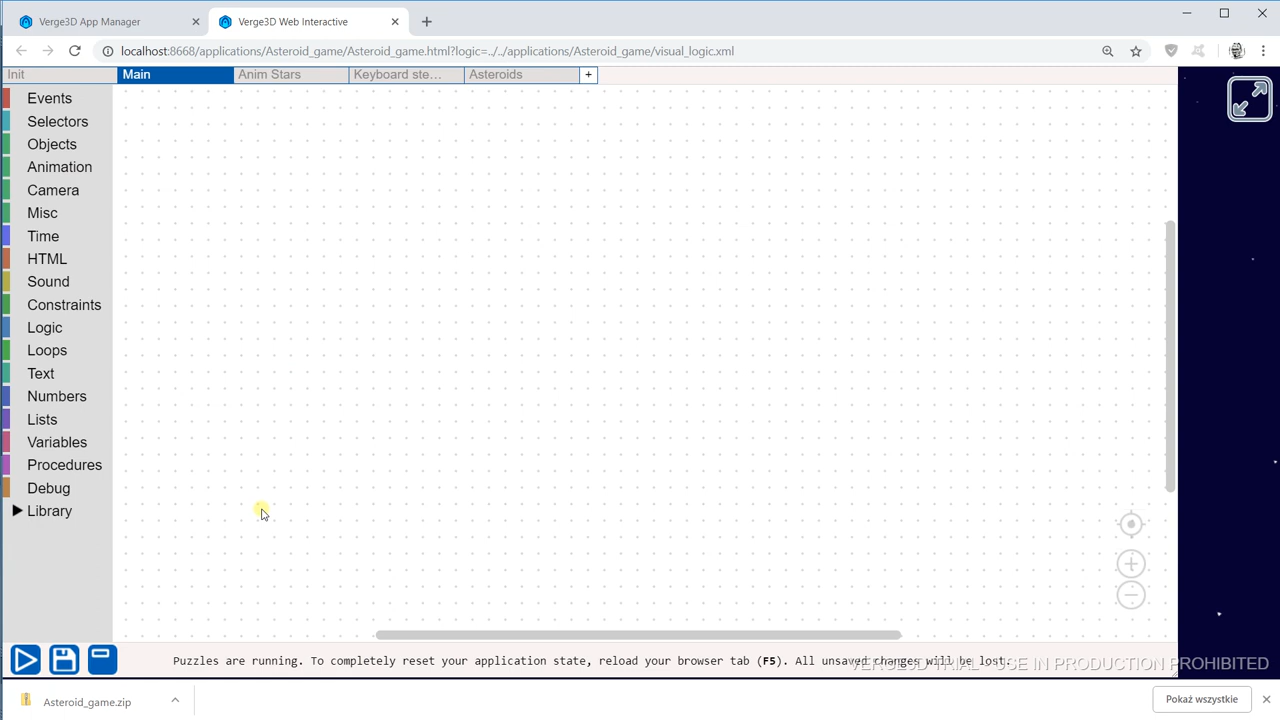 Verge3D App Manager
Verge3D Web Interactive
localhost:8668/applications/Asteroid_game/Asteroid_game.html?logic=../../applications/Asteroid_game/visual_logic.xml
Init
Main
Anim Stars
Keyboard ste...
Asteroids
+
Events
Selectors
Objects
Animation
Camera
Misc
Time
HTML
Sound
Constraints
Logic
Loops
Text
Numbers
Lists
Variables
Procedures
Debug
Library
Puzzles are running. To completely reset your application state, reload your browser tab (F5). All unsaved changes will be lost.
VERGE3D TRIAL - USE IN PRODUCTION PROHIBITED
Asteroid_game.zip
Pokaż wszystkie